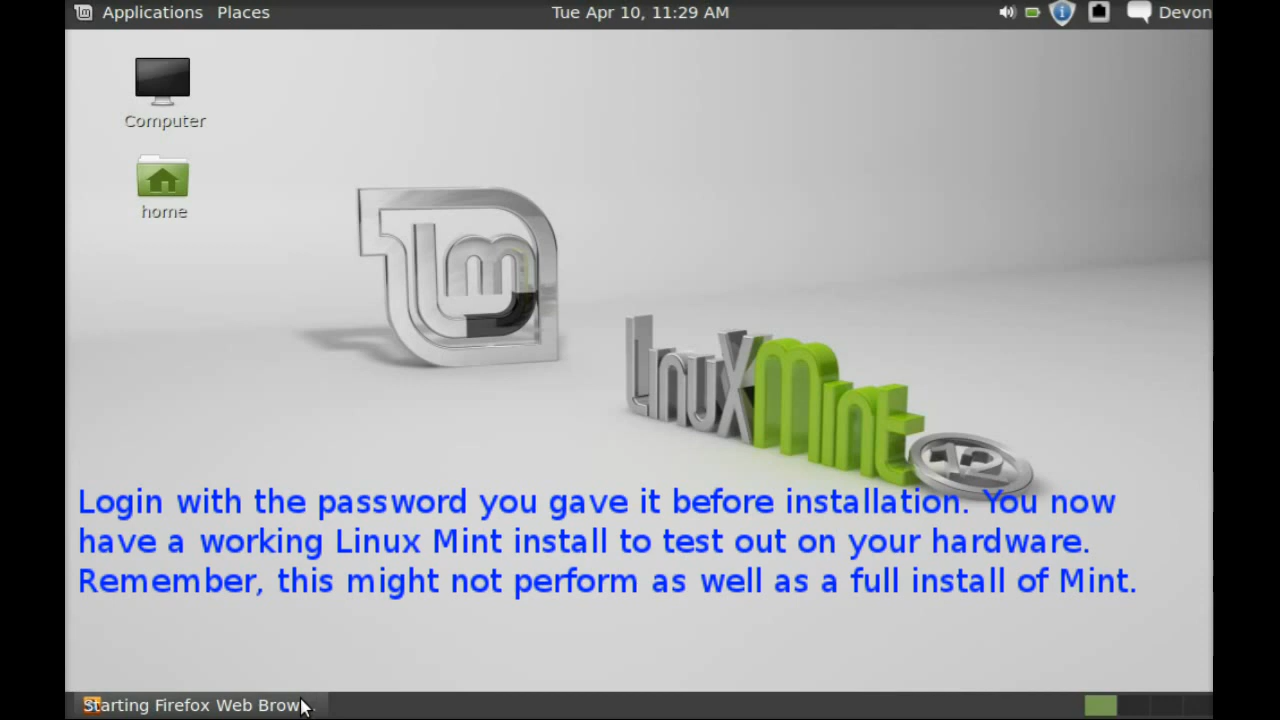 Applications Places Tue Apr 10, 11:29 AM Devon
Computer
home
lm
LinuxMint 12
Login with the password you gave it before installation. You now
have a working Linux Mint install to test out on your hardware.
Remember, this might not perform as well as a full install of Mint.
Starting Firefox Web Brow...